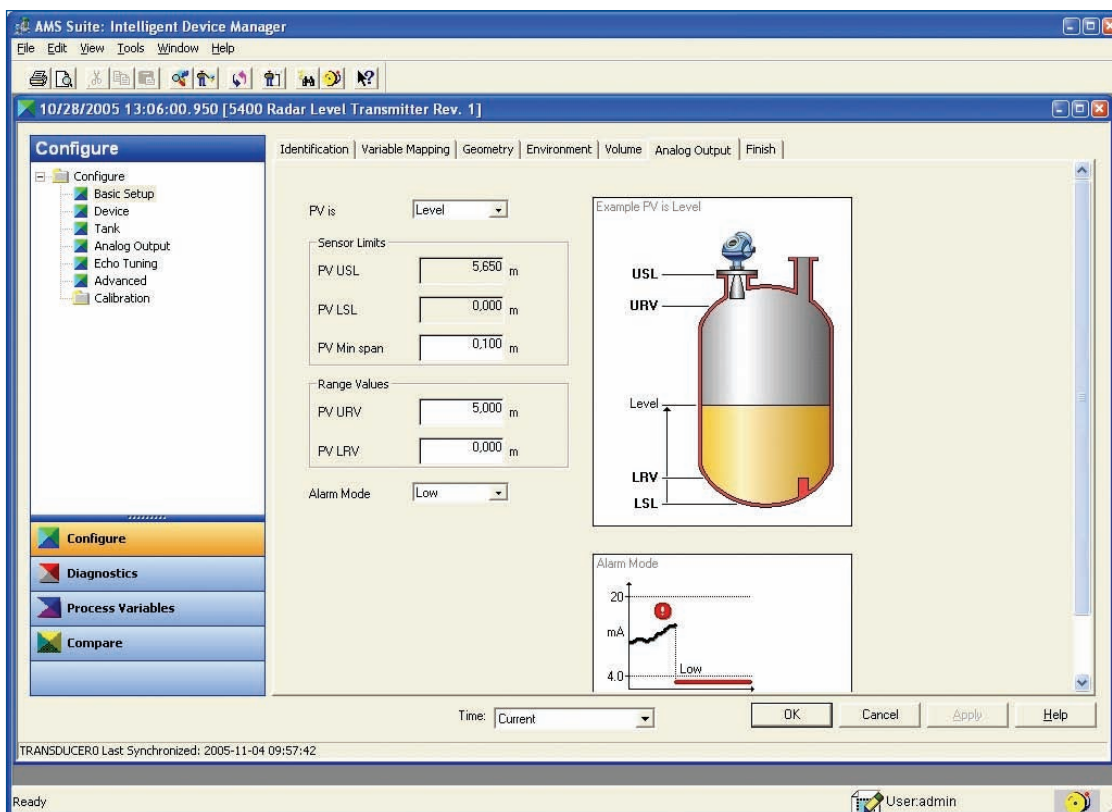 AMS Suite: Intelligent Device Manager
File Edit View Tools Window Help
10/28/2005 13:06:00.950 [5400 Radar Level Transmitter Rev. 1]
Configure
Configure
Basic Setup
Device
Tank
Analog Output
Echo Tuning
Advanced
Calibration
Configure
Diagnostics
Process Variables
Compare
Identification Variable Mapping Geometry Environment Volume Analog Output Finish
PV is Level
Sensor Limits
PV USL 5,650 m
PV LSL 0,000 m
PV Min span 0,100 m
Range Values
PV URV 5,000 m
PV LRV 0,000 m
Alarm Mode Low
Example PV is Level
USL
URV
Level
LRV
LSL
Alarm Mode
20
mA
Low
4.0
Time: Current
OK Cancel Apply Help
TRANSDUCER0 Last Synchronized: 2005-11-04 09:57:42
Ready
User:admin